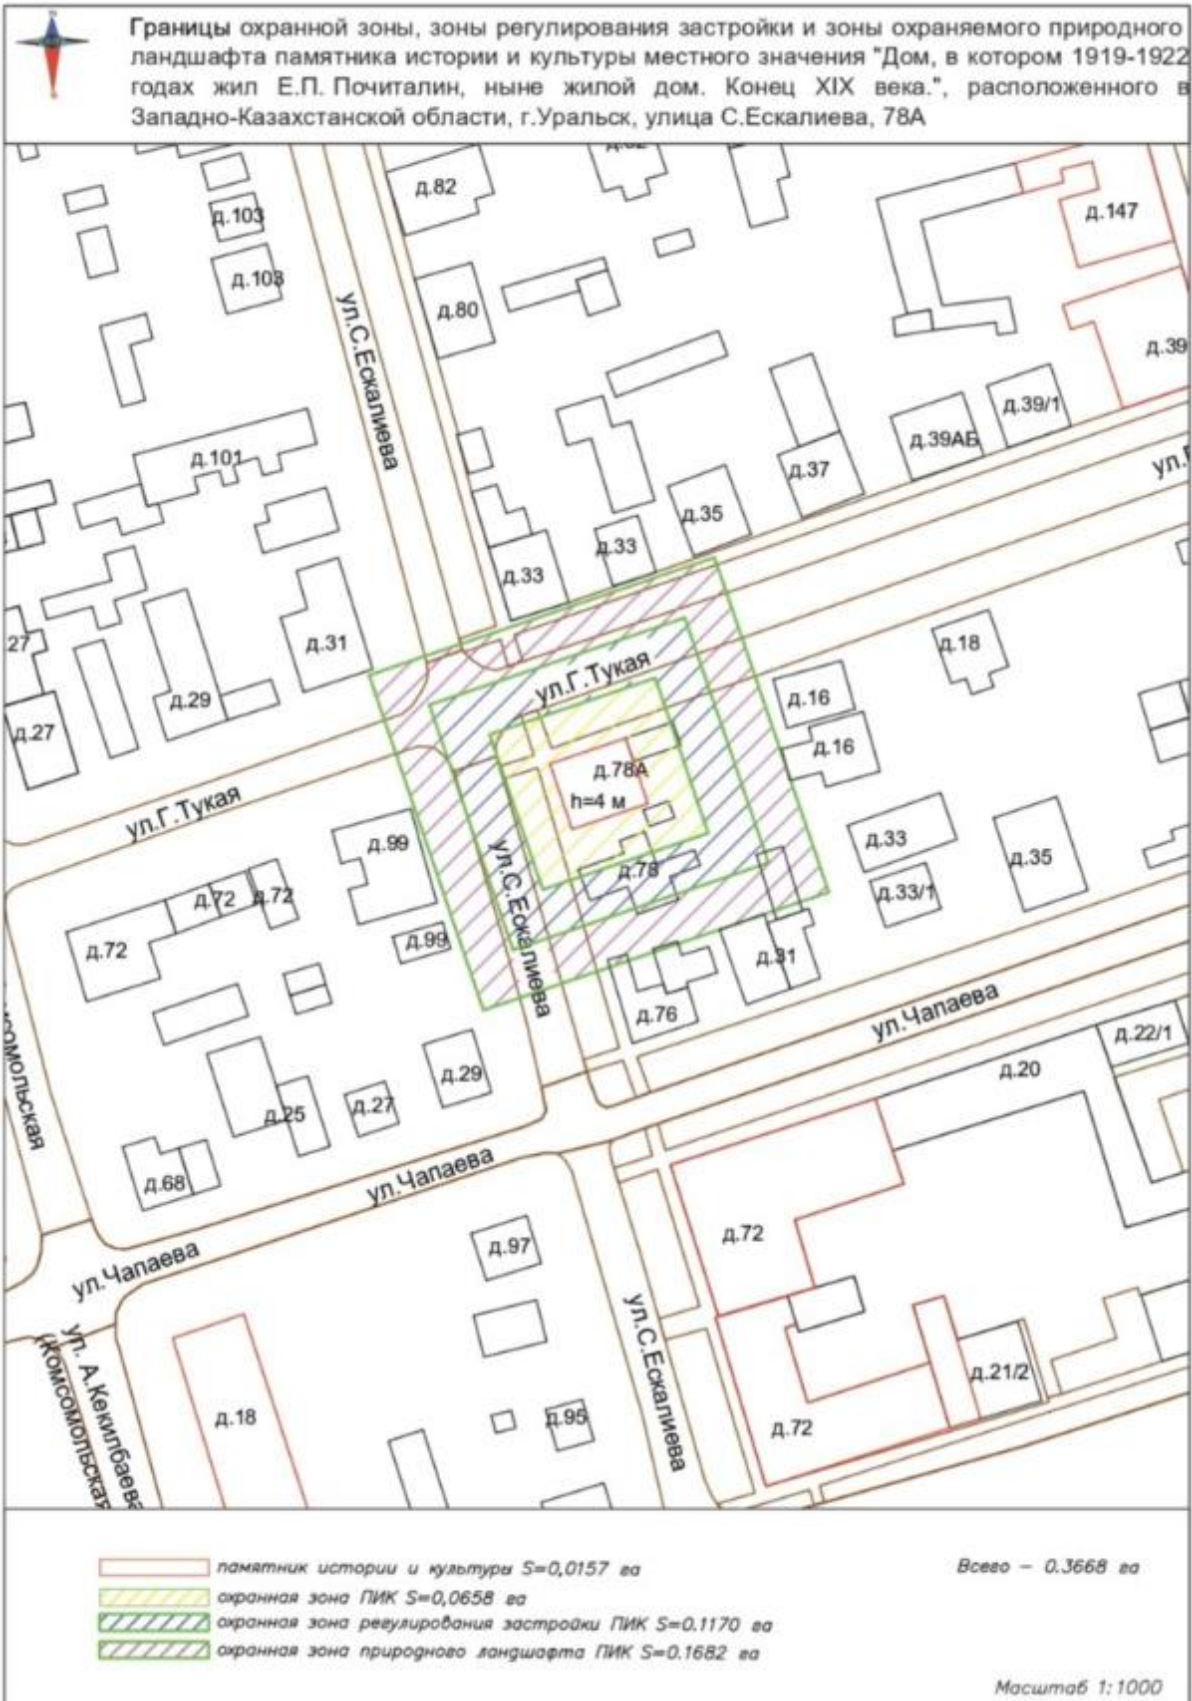 Границы охранной зоны, зоны регулирования застройки и зоны охраняемого природного
ландшафта памятника истории и культуры местного значения "Дом, в котором 1919-1922
годах жил Е.П. Почиталин, ныне жилой дом. Конец XIX века.", расположенного в
Западно-Казахстанской области, г.Уральск, улица С.Ескалиева, 78А
д.82
д.103
д.147
д.103
д.80
ул.С.Ескалиева
д.39
д.39/1
д.39АБ
д.101
д.37
ул.
д.35
д.33
д.33
27
д.31
д.18
ул.Г.Тукая
д.29
д.16
д.27
д.16
д.78А
h=4 м
ул.Г.Тукая
д.99
д.33
д.35
д.78
д.72
д.72
д.33/1
ул.С.Ескалиева
д.72
д.99
д.31
д.76
ул.Чапаева
д.22/1
омольская
д.29
д.20
д.25
д.27
д.68
ул.Чапаева
д.72
д.97
ул.Чапаева
ул. А.Кекилбаева
(Комсомольская
ул.С.Ескалиева
д.21/2
д.18
д.95
д.72
памятник истории и культуры S=0,0157 га
Всего – 0.3668 га
охранная зона ПИК S=0,0658 га
охранная зона регулирования застройки ПИК S=0.1170 га
охранная зона природного ландшафта ПИК S=0.1682 га
Масштаб 1:1000